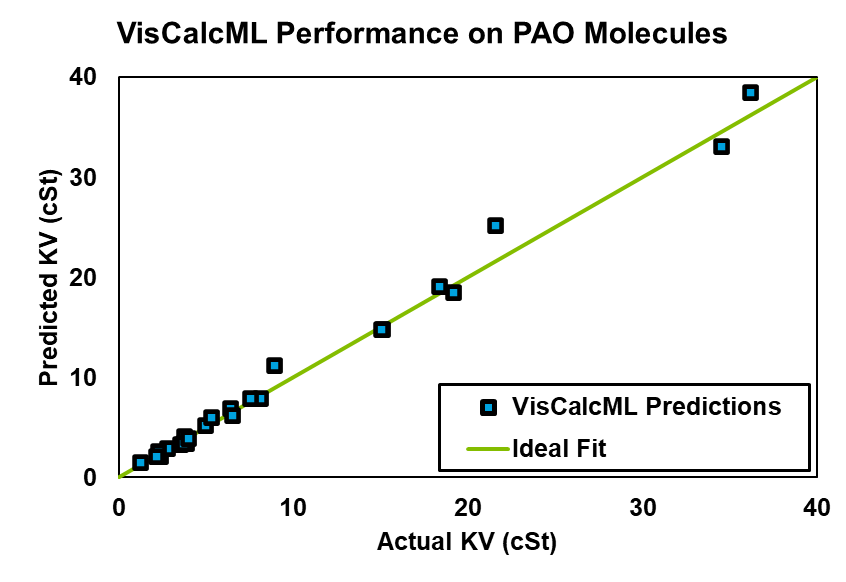 VisCalcML Performance on PAO Molecules
40
30
20
10
0
Predicted KV (cSt)
VisCalcML Predictions
Ideal Fit
0 10 20 30 40
Actual KV (cSt)